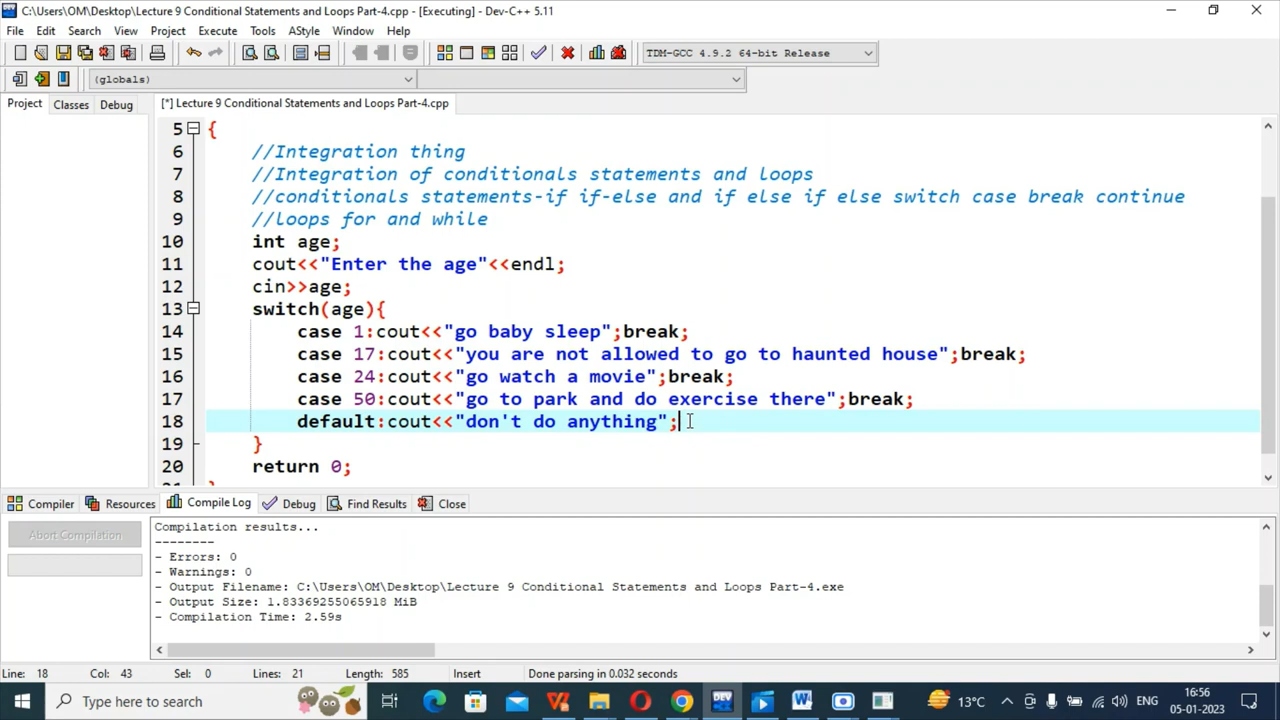 C:\Users\OM\Desktop\Lecture 9 Conditional Statements and Loops Part-4.cpp - [Executing] - Dev-C++ 5.11
File Edit Search View Project Execute Tools AStyle Window Help
TDM-GCC 4.9.2 64-bit Release
(globals)
Project Classes Debug [*] Lecture 9 Conditional Statements and Loops Part-4.cpp
5 {
6 //Integration thing
7 //Integration of conditionals statements and loops
8 //conditionals statements-if if-else and if else if else switch case break continue
9 //loops for and while
10 int age;
11 cout<<"Enter the age"<<endl;
12 cin>>age;
13 switch(age){
14 case 1:cout<<"go baby sleep";break;
15 case 17:cout<<"you are not allowed to go to haunted house";break;
16 case 24:cout<<"go watch a movie";break;
17 case 50:cout<<"go to park and do exercise there";break;
18 default:cout<<"don't do anything";
19 }
20 return 0;
Compiler Resources Compile Log Debug Find Results Close
Abort Compilation
Compilation results...
--------
- Errors: 0
- Warnings: 0
- Output Filename: C:\Users\OM\Desktop\Lecture 9 Conditional Statements and Loops Part-4.exe
- Output Size: 1.83369255065918 MiB
- Compilation Time: 2.59s
Line: 18 Col: 43 Sel: 0 Lines: 21 Length: 585 Insert Done parsing in 0.032 seconds
Type here to search
DEV
13°C
ENG
16:56
05-01-2023